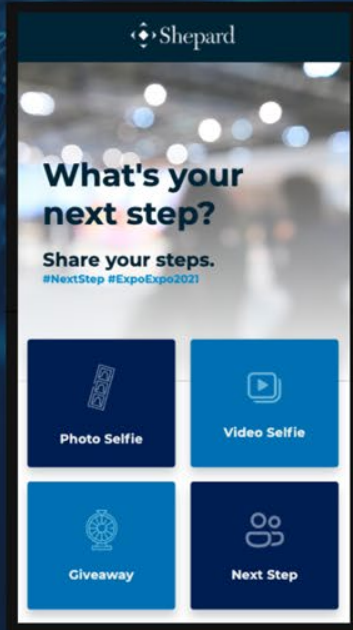 Shepard
What's your
next step?
Share your steps.
#NextStep #ExpoExpo2021
Photo Selfie
Video Selfie
Giveaway
Next Step